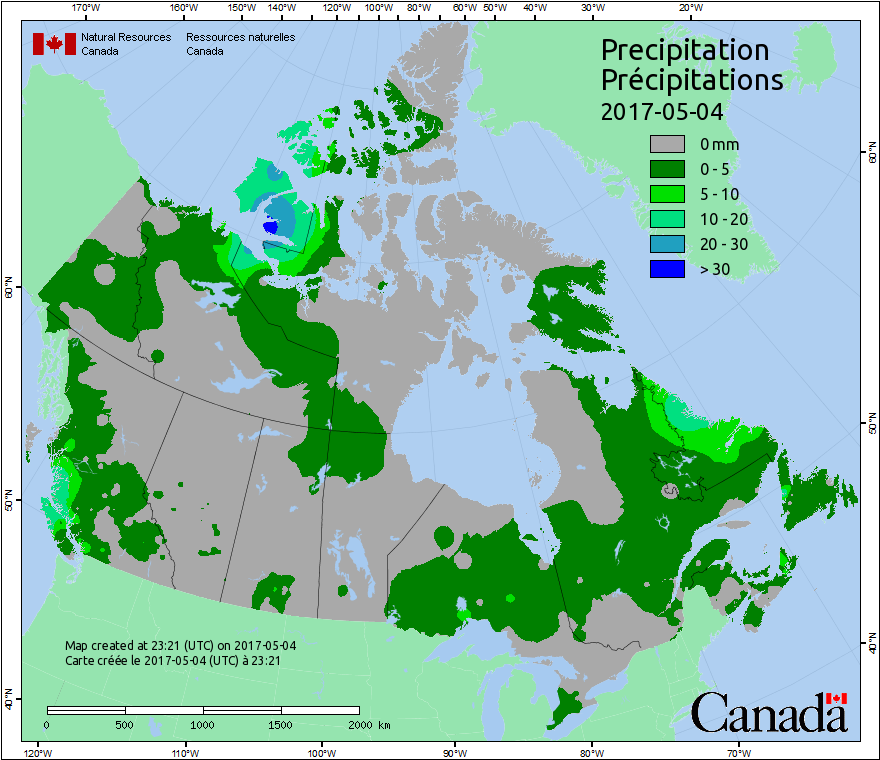 170°W 160°W 150°W 140°W 120°W 100°W 80°W 60°W 50°W 40°W 30°W 20°W
Natural Resources Ressources naturelles
Canada Canada
Precipitation
Précipitations
2017-05-04
0 mm
0 - 5
5 - 10
10 - 20
20 - 30
> 30
60°N
60°N
50°N
50°N
40°N
40°N
Map created at 23:21 (UTC) on 2017-05-04
Carte créée le 2017-05-04 (UTC) à 23:21
0 500 1000 1500 2000 km
Canada
120°W 110°W 100°W 90°W 80°W 70°W